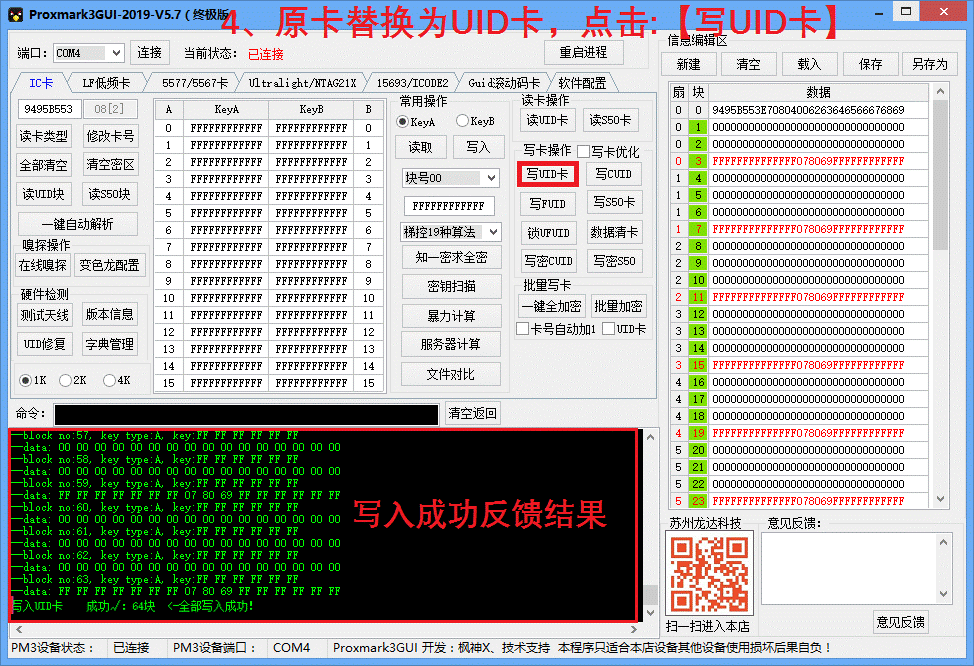 Proxmark3GUI-2019-V5.7 ( 终极版
4、原卡替换为UID卡，点击:【写UID卡】
端口: COM4 连接 当前状态: 已连接 重启进程
IC卡 LF低频卡 5577/5567卡 Ultralight/NTAG21X 15693/ICODE2 Guid滚动码卡 软件配置
9495B553 08[2]
读卡类型 修改卡号
全部清空 清空密区
读UID块 读S50块
一键自动解析
嗅探操作
在线嗅探 变色龙配置
硬件检测
测试天线 版本信息
UID修复 字典管理
1K 2K 4K
A KeyA KeyB B
0 FFFFFFFFFFFF FFFFFFFFFFFF 0
1 FFFFFFFFFFFF FFFFFFFFFFFF 1
2 FFFFFFFFFFFF FFFFFFFFFFFF 2
3 FFFFFFFFFFFF FFFFFFFFFFFF 3
4 FFFFFFFFFFFF FFFFFFFFFFFF 4
5 FFFFFFFFFFFF FFFFFFFFFFFF 5
6 FFFFFFFFFFFF FFFFFFFFFFFF 6
7 FFFFFFFFFFFF FFFFFFFFFFFF 7
8 FFFFFFFFFFFF FFFFFFFFFFFF 8
9 FFFFFFFFFFFF FFFFFFFFFFFF 9
10 FFFFFFFFFFFF FFFFFFFFFFFF 10
11 FFFFFFFFFFFF FFFFFFFFFFFF 11
12 FFFFFFFFFFFF FFFFFFFFFFFF 12
13 FFFFFFFFFFFF FFFFFFFFFFFF 13
14 FFFFFFFFFFFF FFFFFFFFFFFF 14
15 FFFFFFFFFFFF FFFFFFFFFFFF 15
常用操作
KeyA KeyB
读取 写入
块号00
FFFFFFFFFFFF
梯控19种算法
知一密求全密
密钥扫描
暴力计算
服务器计算
文件对比
读卡操作
读UID卡 读S50卡
写卡操作 写卡优化
写UID卡 写CUID
写FUID 写S50卡
锁UFUID 数据清卡
写密CUID 写密S50
批量写卡
一键全加密 批量加密
卡号自动加1 UID卡
信息编辑区
新建 清空 载入 保存 另存为
扇 块 数据
0 0 9495B553E70804006263646566676869
0 1 00000000000000000000000000000000
0 2 00000000000000000000000000000000
0 3 FFFFFFFFFFFFFF078069FFFFFFFFFFFF
1 4 00000000000000000000000000000000
1 5 00000000000000000000000000000000
1 6 00000000000000000000000000000000
1 7 FFFFFFFFFFFFFF078069FFFFFFFFFFFF
2 8 00000000000000000000000000000000
2 9 00000000000000000000000000000000
2 10 00000000000000000000000000000000
2 11 FFFFFFFFFFFFFF078069FFFFFFFFFFFF
3 12 00000000000000000000000000000000
3 13 00000000000000000000000000000000
3 14 00000000000000000000000000000000
3 15 FFFFFFFFFFFFFF078069FFFFFFFFFFFF
4 16 00000000000000000000000000000000
4 17 00000000000000000000000000000000
4 18 00000000000000000000000000000000
4 19 FFFFFFFFFFFFFF078069FFFFFFFFFFFF
5 20 00000000000000000000000000000000
5 21 00000000000000000000000000000000
5 22 00000000000000000000000000000000
5 23 FFFFFFFFFFFFFF078069FFFFFFFFFFFF
命令: 清空返回
—block no:57, key type:A, key:FF FF FF FF FF FF
—data: 00 00 00 00 00 00 00 00 00 00 00 00 00 00 00 00
—block no:58, key type:A, key:FF FF FF FF FF FF
—data: 00 00 00 00 00 00 00 00 00 00 00 00 00 00 00 00
—block no:59, key type:A, key:FF FF FF FF FF FF
—data: FF FF FF FF FF FF FF 07 80 69 FF FF FF FF FF FF
—block no:60, key type:A, key:FF FF FF FF FF FF
—data: 00 00 00 00 00 00 00 00 00 00 00 00 00 00 00 00
—block no:61, key type:A, key:FF FF FF FF FF FF
—data: 00 00 00 00 00 00 00 00 00 00 00 00 00 00 00 00
—block no:62, key type:A, key:FF FF FF FF FF FF
—data: 00 00 00 00 00 00 00 00 00 00 00 00 00 00 00 00
—block no:63, key type:A, key:FF FF FF FF FF FF
—data: FF FF FF FF FF FF FF 07 80 69 FF FF FF FF FF FF
写入UID卡 成功√: 64块 <-全部写入成功!
写入成功反馈结果
苏州龙达科技 意见反馈:
扫一扫进入本店 意见反馈
PM3设备状态： 已连接 PM3设备端口： COM4 Proxmark3GUI 开发：枫神X、技术支持 本程序只适合本店设备其他设备使用损坏后果自负！